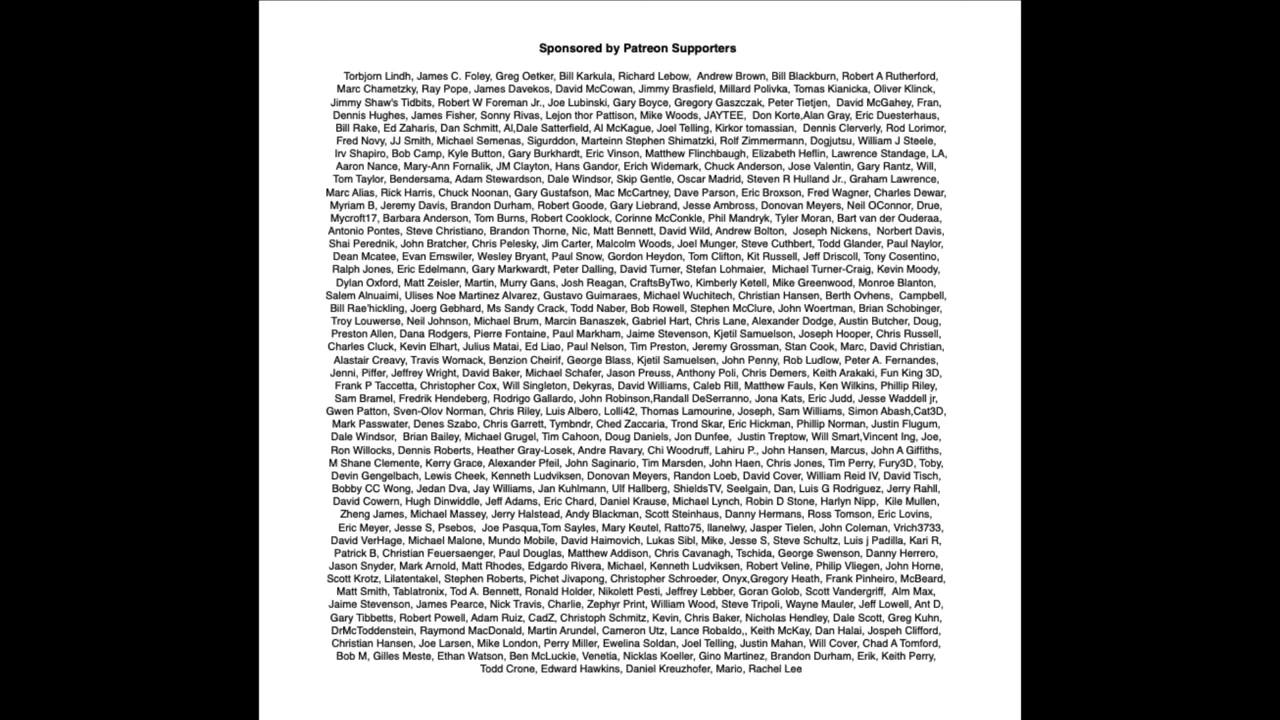 Sponsored by Patreon Supporters
Torbjorn Lindh, James C. Foley, Greg Oetker, Bill Karkula, Richard Lebow, Andrew Brown, Bill Blackburn, Robert A Rutherford,
Marc Chametzky, Ray Pope, James Davekos, David McCowan, Jimmy Brasfield, Millard Polivka, Tomas Kianicka, Oliver Klinck,
Jimmy Shaw's Tidbits, Robert W Foreman Jr., Joe Lubinski, Gary Boyce, Gregory Gaszczak, Peter Tietjen, David McGahey, Fran,
Dennis Hughes, James Fisher, Sonny Rivas, Lejon thor Pattison, Mike Woods, JAYTEE, Don Korte,Alan Gray, Eric Duesterhaus,
Bill Rake, Ed Zaharis, Dan Schmitt, Al,Dale Satterfield, Al McKague, Joel Telling, Kirkor tomassian, Dennis Clerverly, Rod Lorimor,
Fred Novy, JJ Smith, Michael Semenas, Sigurddon, Marteinn Stephen Shimatzki, Rolf Zimmermann, Dogjutsu, William J Steele,
Irv Shapiro, Bob Camp, Kyle Button, Gary Burkhardt, Eric Vinson, Matthew Flinchbaugh, Elizabeth Heflin, Lawrence Standage, LA,
Aaron Nance, Mary-Ann Fornalik, JM Clayton, Hans Gandor, Erich Widemark, Chuck Anderson, Jose Valentin, Gary Rantz, Will,
Tom Taylor, Bendersama, Adam Stewardson, Dale Windsor, Skip Gentle, Oscar Madrid, Steven R Hulland Jr., Graham Lawrence,
Marc Alias, Rick Harris, Chuck Noonan, Gary Gustafson, Mac McCartney, Dave Parson, Eric Broxson, Fred Wagner, Charles Dewar,
Myriam B, Jeremy Davis, Brandon Durham, Robert Goode, Gary Liebrand, Jesse Ambross, Donovan Meyers, Neil OConnor, Drue,
Mycroft17, Barbara Anderson, Tom Burns, Robert Cooklock, Corinne McConkle, Phil Mandryk, Tyler Moran, Bart van der Ouderaa,
Antonio Pontes, Steve Christiano, Brandon Thorne, Nic, Matt Bennett, David Wild, Andrew Bolton, Joseph Nickens, Norbert Davis,
Shai Perednik, John Bratcher, Chris Pelesky, Jim Carter, Malcolm Woods, Joel Munger, Steve Cuthbert, Todd Glander, Paul Naylor,
Dean Mcatee, Evan Emswiler, Wesley Bryant, Paul Snow, Gordon Heydon, Tom Clifton, Kit Russell, Jeff Driscoll, Tony Cosentino,
Ralph Jones, Eric Edelmann, Gary Markwardt, Peter Dalling, David Turner, Stefan Lohmaier, Michael Turner-Craig, Kevin Moody,
Dylan Oxford, Matt Zeisler, Martin, Murry Gans, Josh Reagan, CraftsByTwo, Kimberly Ketell, Mike Greenwood, Monroe Blanton,
Salem Alnuaimi, Ulises Noe Martinez Alvarez, Gustavo Guimaraes, Michael Wuchitech, Christian Hansen, Berth Ovhens, Campbell,
Bill Rae'hickling, Joerg Gebhard, Ms Sandy Crack, Todd Naber, Bob Rowell, Stephen McClure, John Woertman, Brian Schobinger,
Troy Louwerse, Neil Johnson, Michael Brum, Marcin Banaszek, Gabriel Hart, Chris Lane, Alexander Dodge, Austin Butcher, Doug,
Preston Allen, Dana Rodgers, Pierre Fontaine, Paul Markham, Jaime Stevenson, Kjetil Samuelson, Joseph Hooper, Chris Russell,
Charles Cluck, Kevin Elhart, Julius Matai, Ed Liao, Paul Nelson, Tim Preston, Jeremy Grossman, Stan Cook, Marc, David Christian,
Alastair Creavy, Travis Womack, Benzion Cheirif, George Blass, Kjetil Samuelsen, John Penny, Rob Ludlow, Peter A. Fernandes,
Jenni, Piffer, Jeffrey Wright, David Baker, Michael Schafer, Jason Preuss, Anthony Poli, Chris Demers, Keith Arakaki, Fun King 3D,
Frank P Taccetta, Christopher Cox, Will Singleton, Dekyras, David Williams, Caleb Rill, Matthew Fauls, Ken Wilkins, Phillip Riley,
Sam Bramel, Fredrik Hendeberg, Rodrigo Gallardo, John Robinson,Randall DeSerranno, Jona Kats, Eric Judd, Jesse Waddell jr,
Gwen Patton, Sven-Olov Norman, Chris Riley, Luis Albero, Lolli42, Thomas Lamourine, Joseph, Sam Williams, Simon Abash,Cat3D,
Mark Passwater, Denes Szabo, Chris Garrett, Tymbndr, Ched Zaccaria, Trond Skar, Eric Hickman, Phillip Norman, Justin Flugum,
Dale Windsor, Brian Bailey, Michael Grugel, Tim Cahoon, Doug Daniels, Jon Dunfee, Justin Treptow, Will Smart,Vincent Ing, Joe,
Ron Willocks, Dennis Roberts, Heather Gray-Losek, Andre Ravary, Chi Woodruff, Lahiru P., John Hansen, Marcus, John A Giffiths,
M Shane Clemente, Kerry Grace, Alexander Pfeil, John Saginario, Tim Marsden, John Haen, Chris Jones, Tim Perry, Fury3D, Toby,
Devin Gengelbach, Lewis Cheek, Kenneth Ludviksen, Donovan Meyers, Randon Loeb, David Cover, William Reid IV, David Tisch,
Bobby CC Wong, Jedan Dva, Jay Williams, Jan Kuhlmann, Ulf Hallberg, ShieldsTV, Seelgain, Dan, Luis G Rodriguez, Jerry Rahll,
David Cowern, Hugh Dinwiddle, Jeff Adams, Eric Chard, Daniel Krause, Michael Lynch, Robin D Stone, Harlyn Nipp, Kile Mullen,
Zheng James, Michael Massey, Jerry Halstead, Andy Blackman, Scott Steinhaus, Danny Hermans, Ross Tomson, Eric Lovins,
Eric Meyer, Jesse S, Psebos, Joe Pasqua,Tom Sayles, Mary Keutel, Ratto75, llanelwy, Jasper Tielen, John Coleman, Vrich3733,
David VerHage, Michael Malone, Mundo Mobile, David Haimovich, Lukas Sibl, Mike, Jesse S, Steve Schultz, Luis j Padilla, Kari R,
Patrick B, Christian Feuersaenger, Paul Douglas, Matthew Addison, Chris Cavanagh, Tschida, George Swenson, Danny Herrero,
Jason Snyder, Mark Arnold, Matt Rhodes, Edgardo Rivera, Michael, Kenneth Ludviksen, Robert Veline, Philip Vliegen, John Horne,
Scott Krotz, Lilatentakel, Stephen Roberts, Pichet Jivapong, Christopher Schroeder, Onyx,Gregory Heath, Frank Pinheiro, McBeard,
Matt Smith, Tablatronix, Tod A. Bennett, Ronald Holder, Nikolett Pesti, Jeffrey Lebber, Goran Golob, Scott Vandergriff, Alm Max,
Jaime Stevenson, James Pearce, Nick Travis, Charlie, Zephyr Print, William Wood, Steve Tripoli, Wayne Mauler, Jeff Lowell, Ant D,
Gary Tibbetts, Robert Powell, Adam Ruiz, CadZ, Christoph Schmitz, Kevin, Chris Baker, Nicholas Hendley, Dale Scott, Greg Kuhn,
DrMcToddenstein, Raymond MacDonald, Martin Arundel, Cameron Utz, Lance Robaldo,, Keith McKay, Dan Halai, Jospeh Clifford,
Christian Hansen, Joe Larsen, Mike London, Perry Miller, Ewelina Soldan, Joel Telling, Justin Mahan, Will Cover, Chad A Tomford,
Bob M, Gilles Meste, Ethan Watson, Ben McLuckie, Venetia, Nicklas Koeller, Gino Martinez, Brandon Durham, Erik, Keith Perry,
Todd Crone, Edward Hawkins, Daniel Kreuzhofer, Mario, Rachel Lee